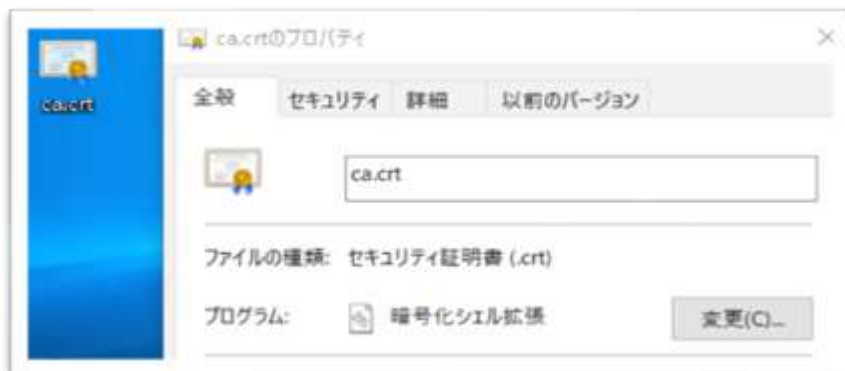 ca.crt
ca.crtのプロパティ
全般 セキュリティ 詳細 以前のバージョン
ca.crt
ファイルの種類: セキュリティ証明書 (.crt)
プログラム: 暗号化シェル拡張 変更(C)...